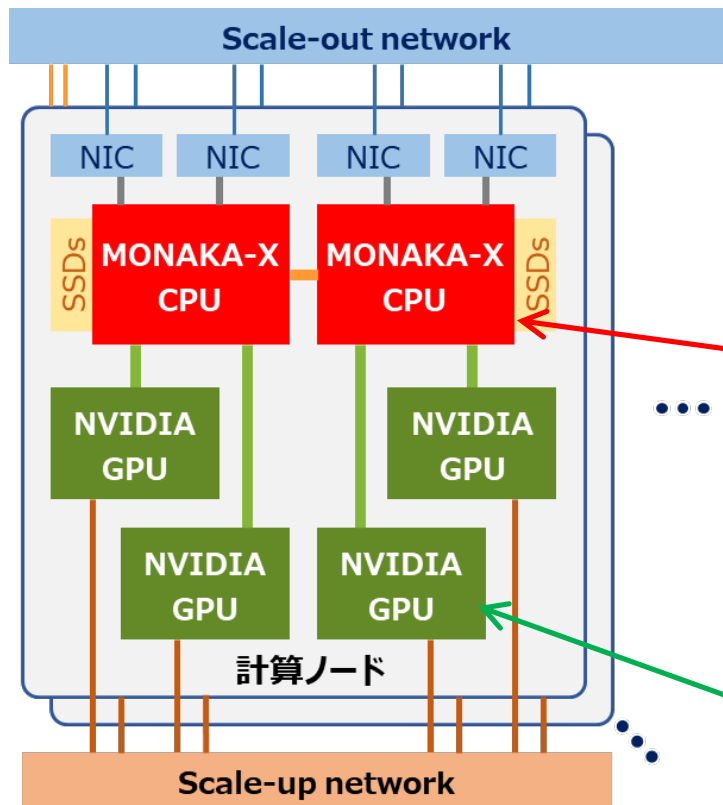 Scale-out network
NIC
NIC
NIC
NIC
SSDs
MONAKA-X
CPU
MONAKA-X
CPU
SSDs
NVIDIA
GPU
NVIDIA
GPU
NVIDIA
GPU
NVIDIA
GPU
計算ノード
Scale-up network